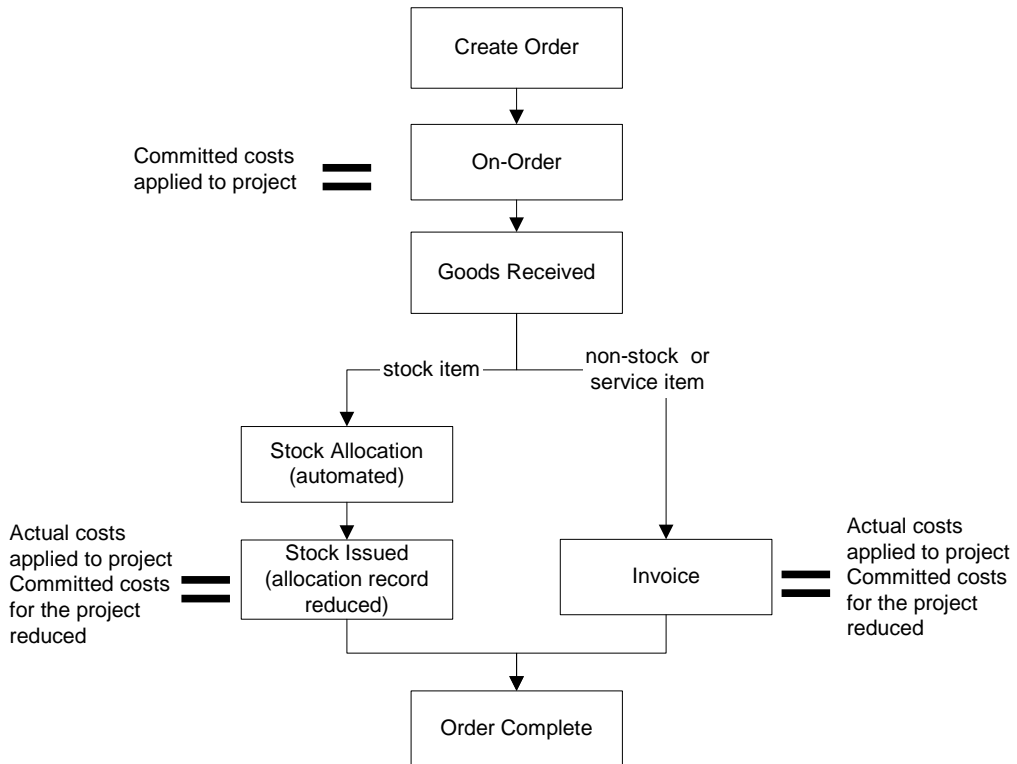 Create Order
Committed costs
applied to project
On-Order
Goods Received
stock item
non-stock or
service item
Stock Allocation
(automated)
Actual costs
applied to project
Committed costs
for the project
reduced
Stock Issued
(allocation record
reduced)
Invoice
Actual costs
applied to project
Committed costs
for the project
reduced
Order Complete